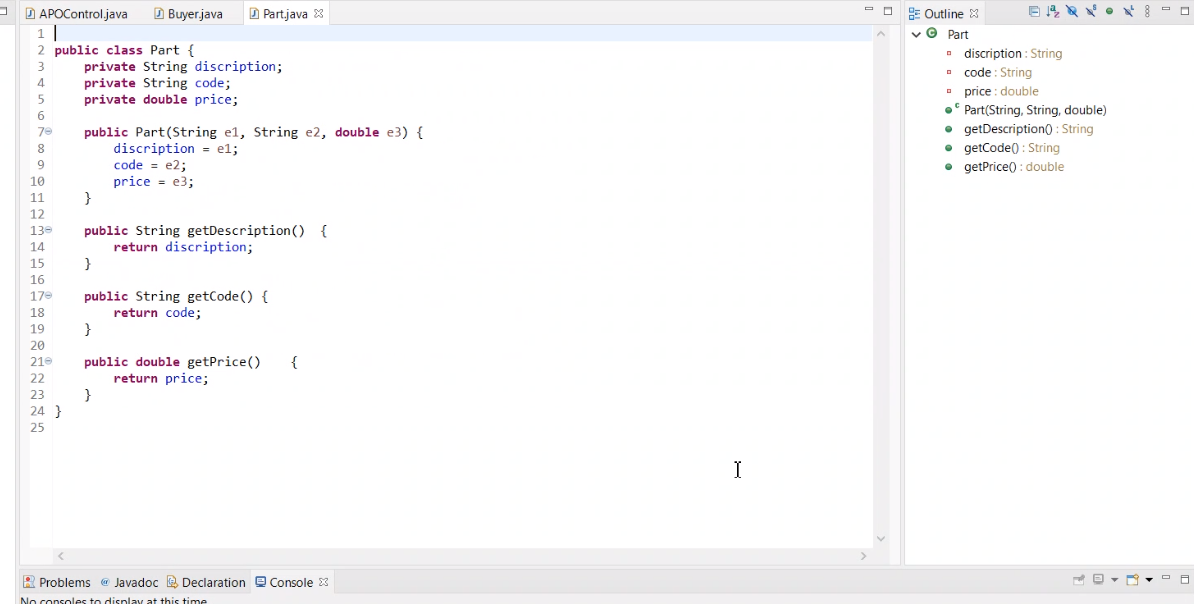 APOControl.java Buyer.java Part.java
1
2 public class Part {
3 private String discription;
4 private String code;
5 private double price;
6
7 public Part(String e1, String e2, double e3) {
8 discription = e1;
9 code = e2;
10 price = e3;
11 }
12
13 public String getDescription() {
14 return discription;
15 }
16
17 public String getCode() {
18 return code;
19 }
20
21 public double getPrice() {
22 return price;
23 }
24 }
25
Outline
Part
discription : String
code : String
price : double
Part(String, String, double)
getDescription() : String
getCode() : String
getPrice() : double
Problems @ Javadoc Declaration Console
No consoles to display at this time.